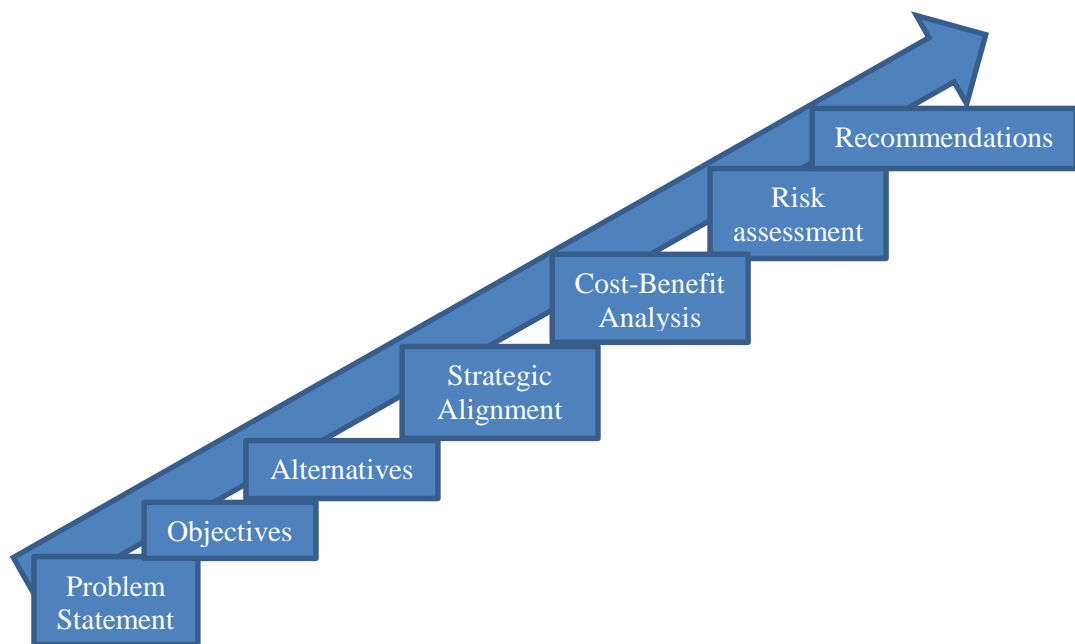 Recommendations
Risk
assessment
Cost-Benefit
Analysis
Strategic
Alignment
Alternatives
Objectives
Problem
Statement